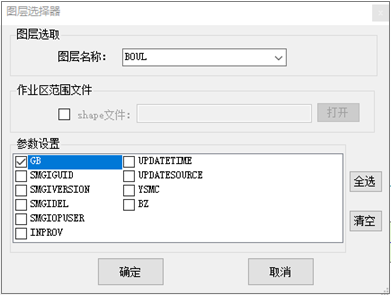 图层选择器
图层选取
图层名称: BOUL
作业区范围文件
shape文件: 打开
参数设置
GB UPDATETIME
SMGIGUID UPDATESOURCE
SMGIVERSION YSMC
SMGIDEL BZ
SMGIOPUSER
INPROV
全选
清空
确定 取消